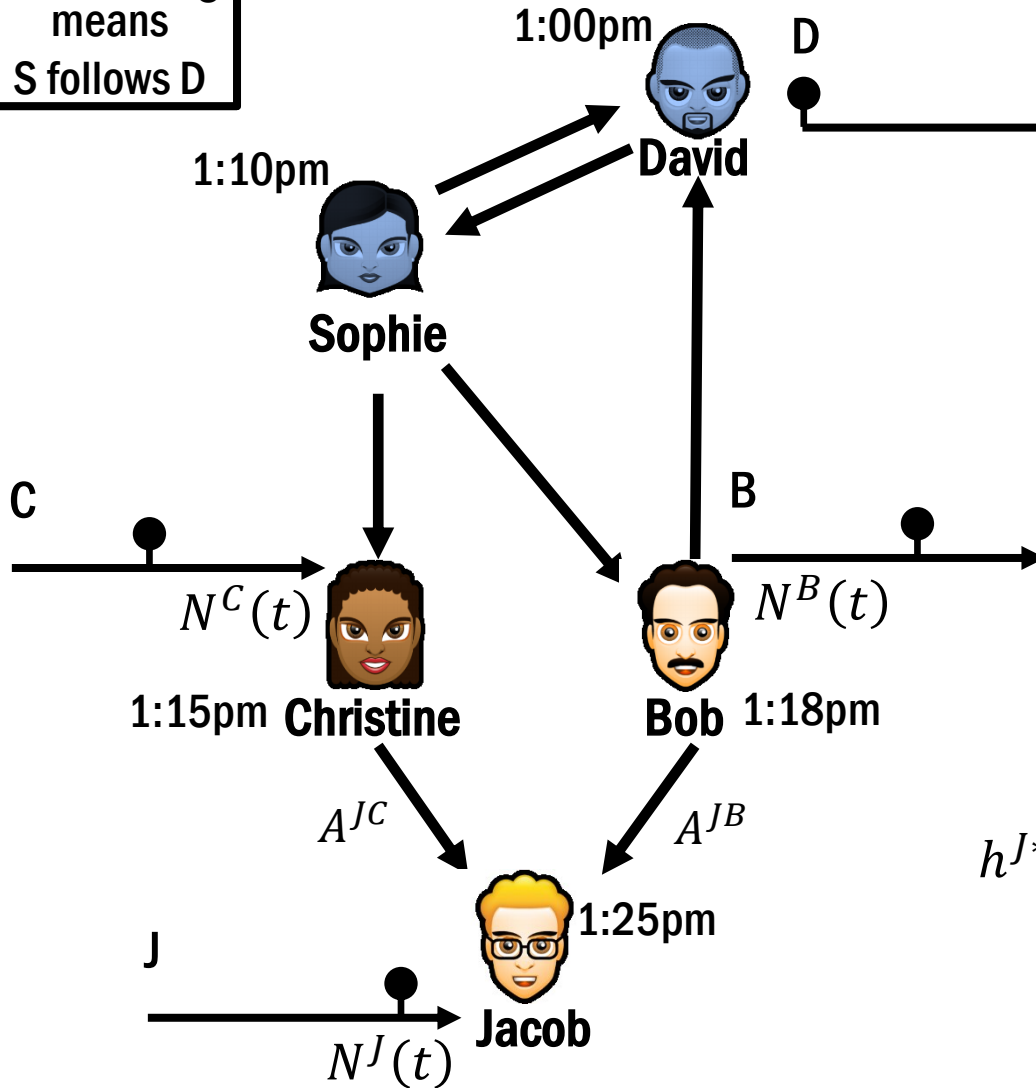 means
S follows D
1:00pm
D
David
1:10pm
Sophie
C
B
N^C(t)
N^B(t)
1:15pm Christine
Bob 1:18pm
A^{JC}
A^{JB}
h^{J*}
1:25pm
J
Jacob
N^J(t)